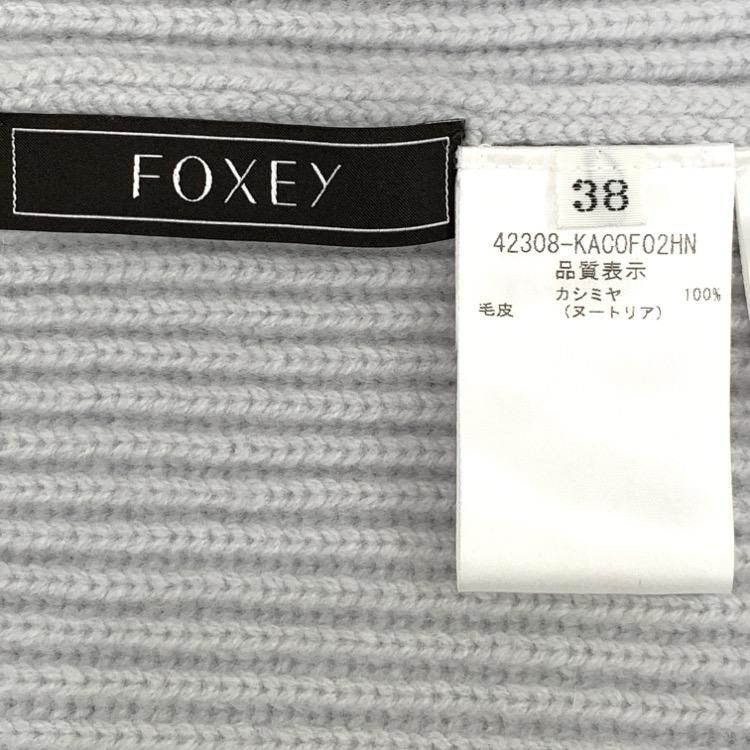 FOXEY
38
42308-KACOF02HN
品質表示
カシミヤ 100%
毛皮 (ヌートリア)